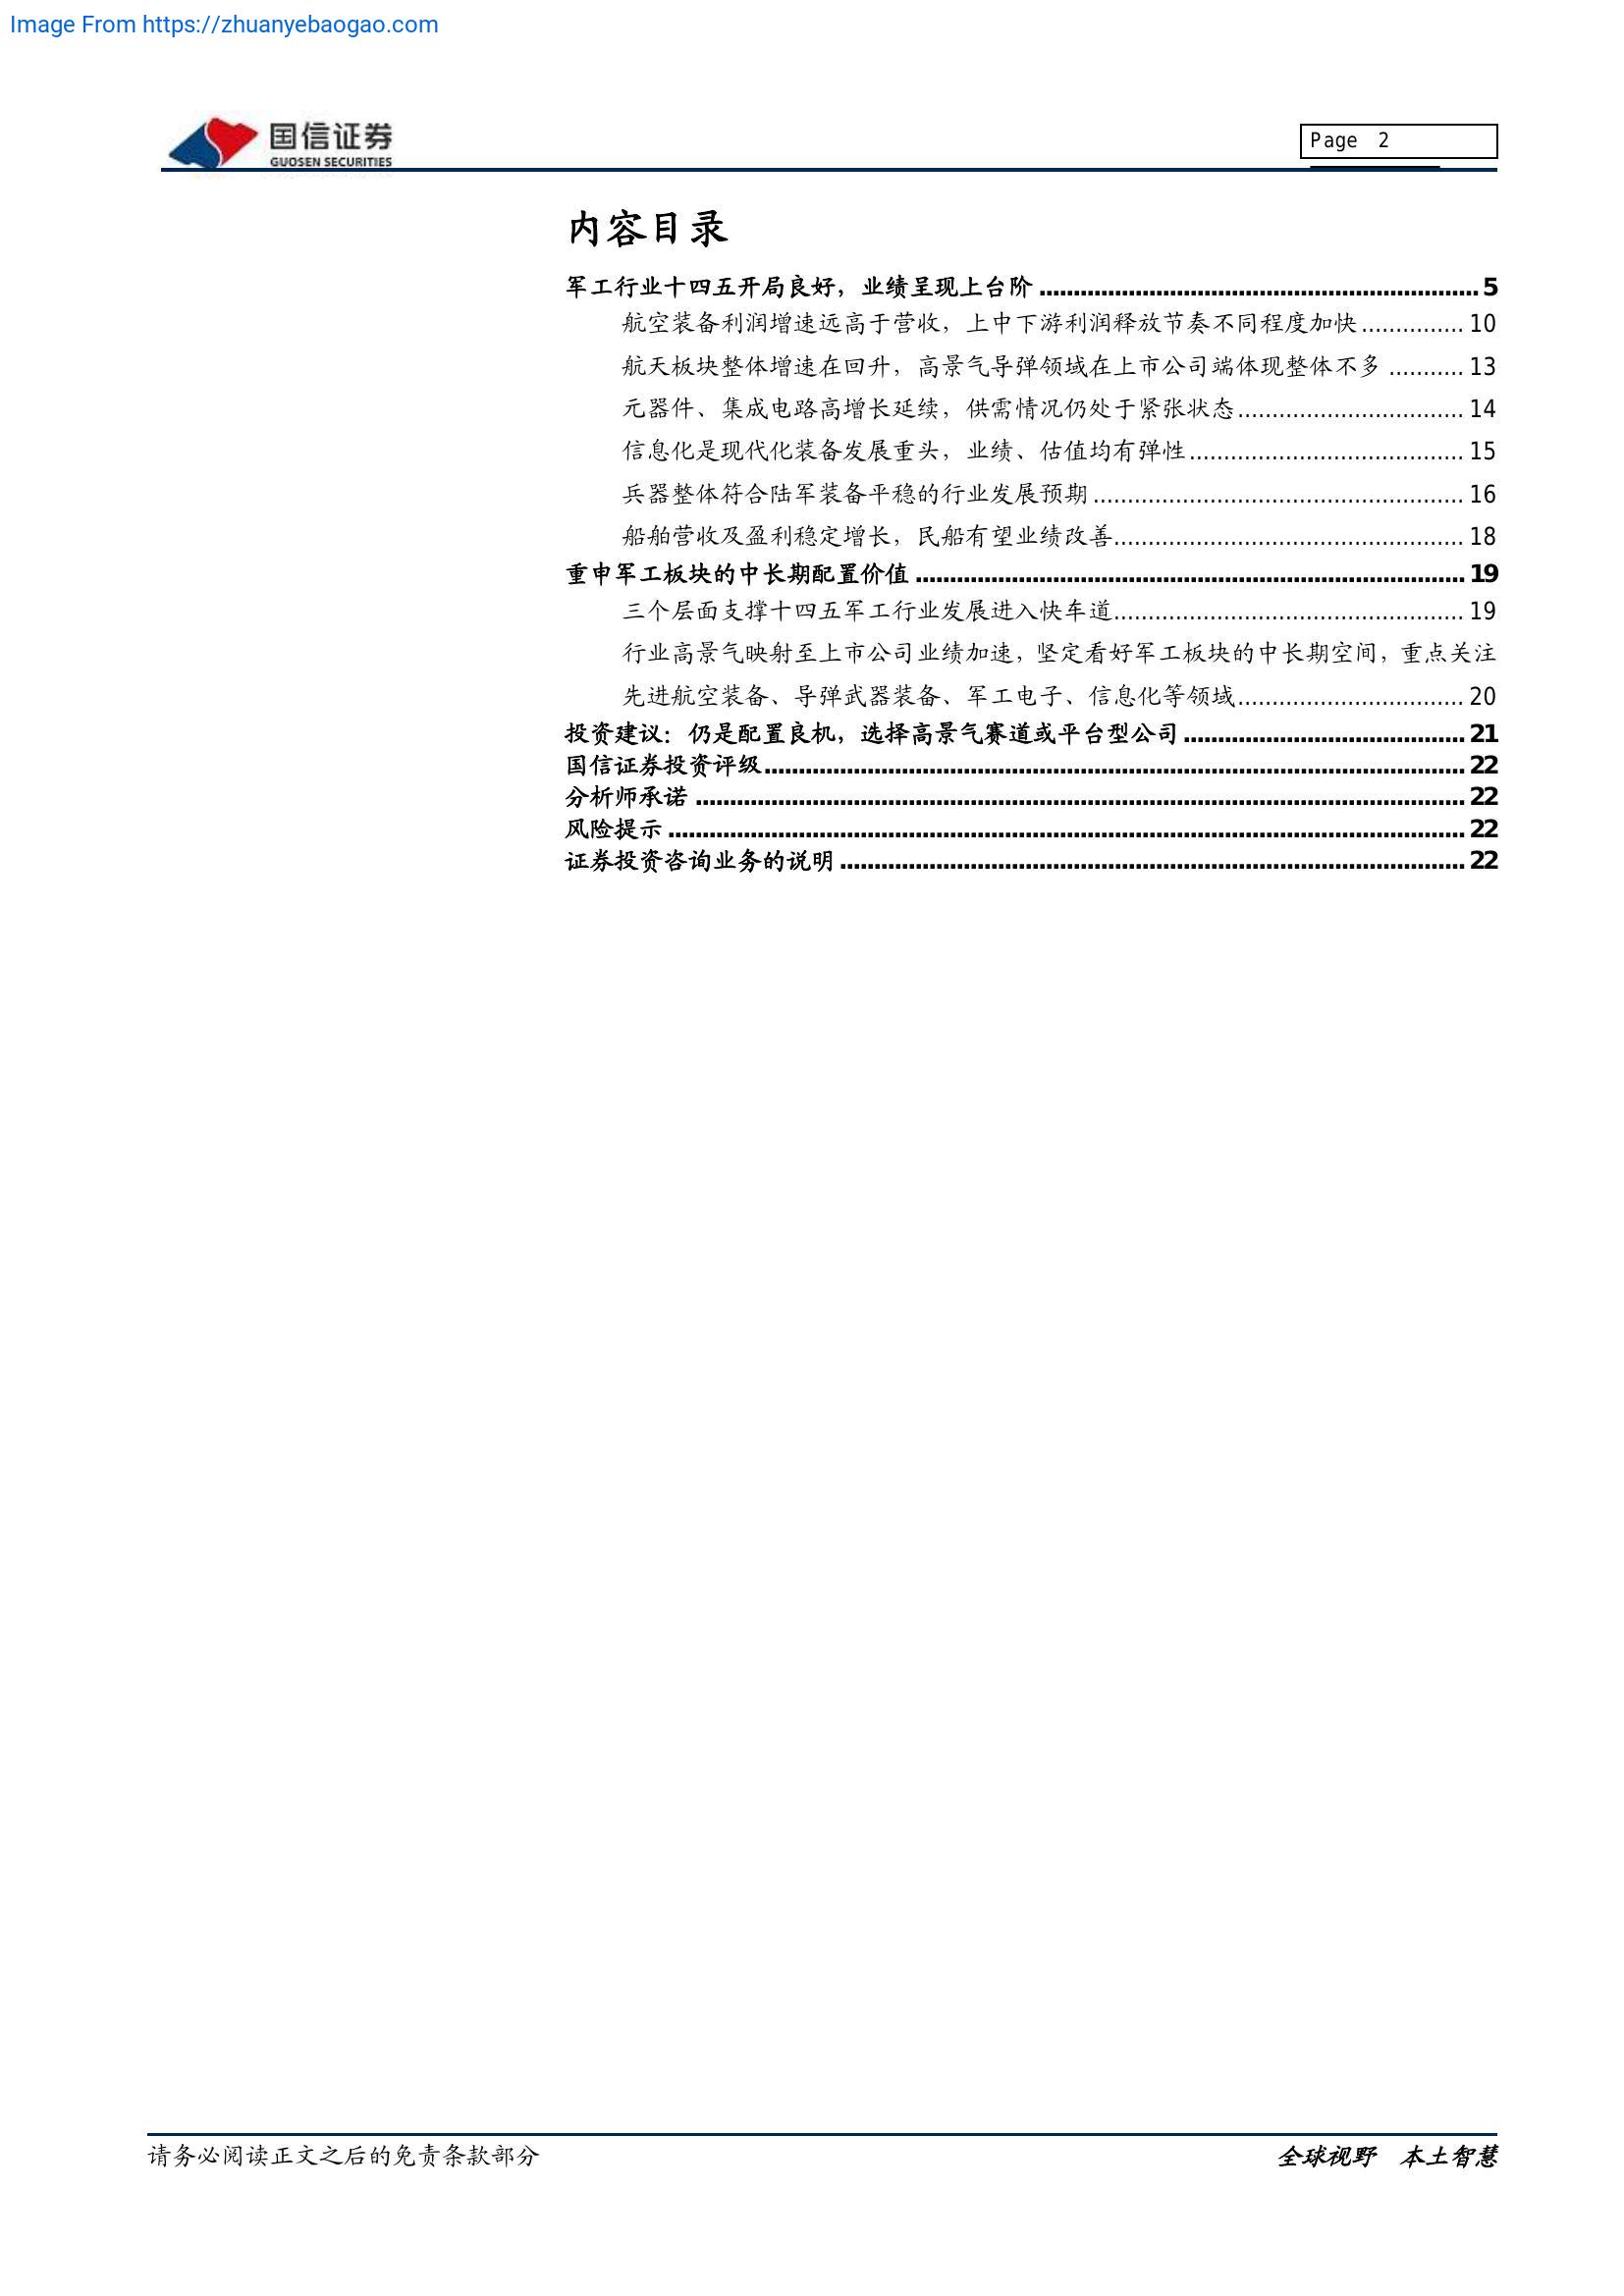 Image From https://zhuanyebaogao.com
国信证券
GUOSEN SECURITIES
Page 2
内容目录
军工行业十四五开局良好，业绩呈现上台阶................................................................5
航空装备利润增速远高于营收，上中下游利润释放节奏不同程度加快...............10
航天板块整体增速在回升，高景气导弹领域在上市公司端体现整体不多...........13
元器件、集成电路高增长延续，供需情况仍处于紧张状态.................................14
信息化是现代化装备发展重头，业绩、估值均有弹性........................................15
兵器整体符合陆军装备平稳的行业发展预期......................................................16
船舶营收及盈利稳定增长，民船有望业绩改善...................................................18
重申军工板块的中长期配置价值................................................................................19
三个层面支撑十四五军工行业发展进入快车道...................................................19
行业高景气映射至上市公司业绩加速，坚定看好军工板块的中长期空间，重点关注
先进航空装备、导弹武器装备、军工电子、信息化等领域.................................20
投资建议：仍是配置良机，选择高景气赛道或平台型公司.........................................21
国信证券投资评级......................................................................................................22
分析师承诺................................................................................................................22
风险提示....................................................................................................................22
证券投资咨询业务的说明...........................................................................................22
请务必阅读正文之后的免责条款部分
全球视野 本土智慧